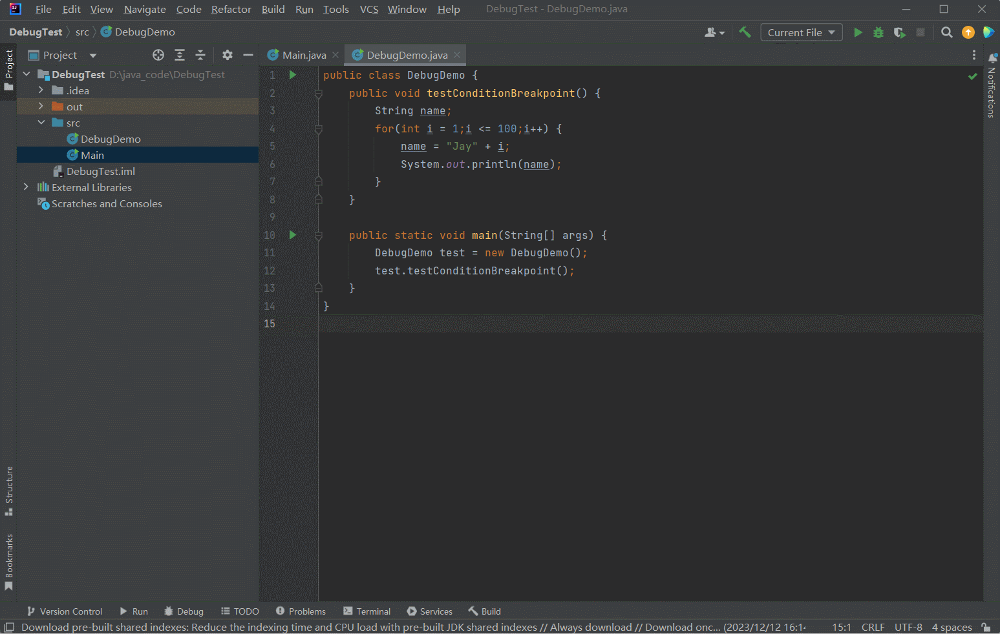 File Edit View Navigate Code Refactor Build Run Tools VCS Window Help DebugTest - DebugDemo.java
DebugTest src DebugDemo
Current File
Project
Project
Main.java
DebugDemo.java
DebugTest D:\java_code\DebugTest
.idea
out
src
DebugDemo
Main
DebugTest.iml
External Libraries
Scratches and Consoles
1 public class DebugDemo {
2 public void testConditionBreakpoint() {
3 String name;
4 for(int i = 1;i <= 100;i++) {
5 name = "Jay" + i;
6 System.out.println(name);
7 }
8 }
9
10 public static void main(String[] args) {
11 DebugDemo test = new DebugDemo();
12 test.testConditionBreakpoint();
13 }
14 }
15
Notifications
Structure
Bookmarks
Version Control Run Debug TODO Problems Terminal Services Build
Download pre-built shared indexes: Reduce the indexing time and CPU load with pre-built JDK shared indexes // Always download // Download onc... (2023/12/12 16:14 15:1 CRLF UTF-8 4 spaces